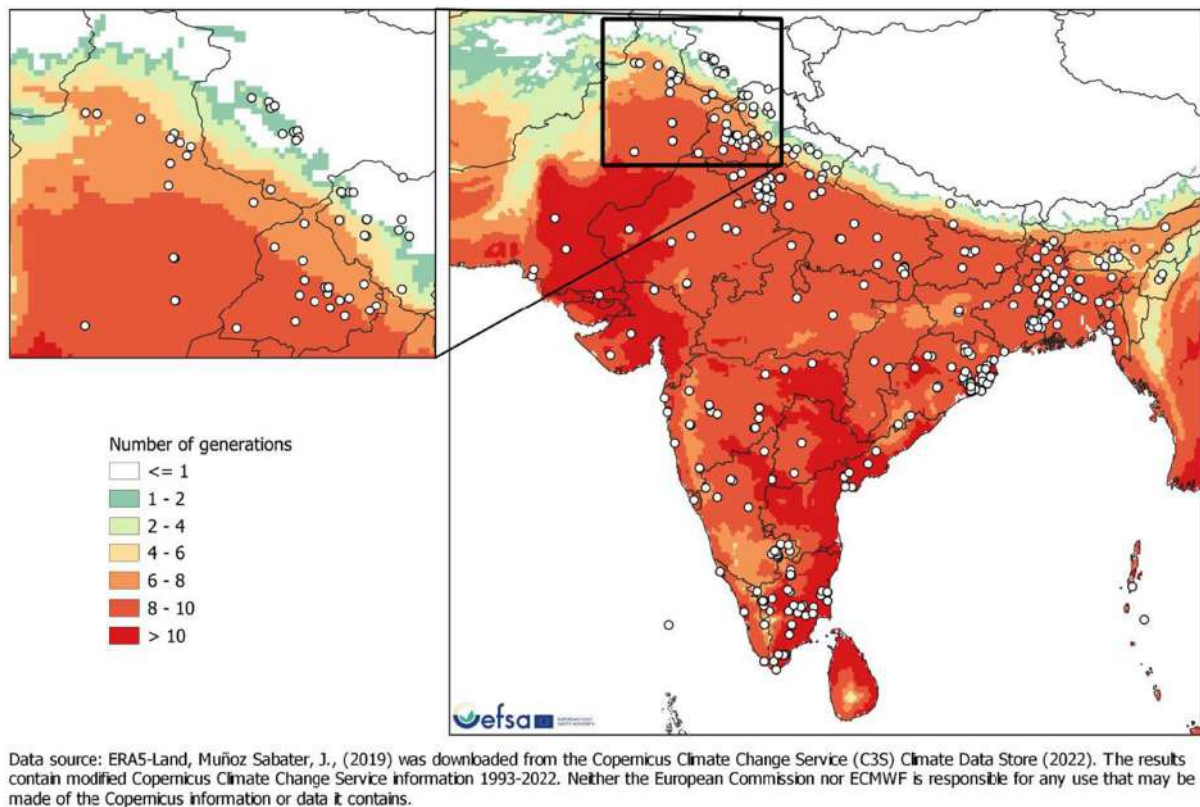 Number of generations
<= 1
1 - 2
2 - 4
4 - 6
6 - 8
8 - 10
> 10
efsa
Data source: ERA5-Land, Muñoz Sabater, J., (2019) was downloaded from the Copernicus Climate Change Service (C3S) Climate Data Store (2022). The results
contain modified Copernicus Climate Change Service information 1993-2022. Neither the European Commission nor ECMWF is responsible for any use that may be
made of the Copernicus information or data it contains.